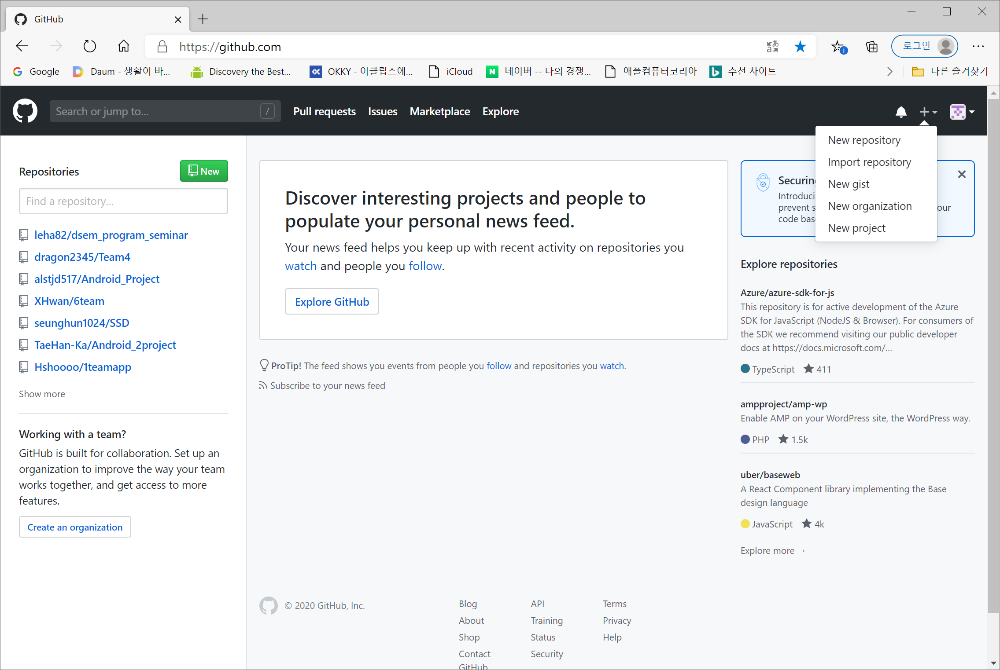 GitHub
https://github.com
로그인
Google
Daum - 생활이 바...
Discovery the Best...
OKKY - 이클립스에...
iCloud
네이버 -- 나의 경쟁...
애플컴퓨터코리아
추천 사이트
다른 즐겨찾기
Search or jump to...
/
Pull requests
Issues
Marketplace
Explore
New repository
Import repository
New gist
New organization
New project
Repositories
New
Find a repository...
leha82/dsem_program_seminar
dragon2345/Team4
alstjd517/Android_Project
XHwan/6team
seunghun1024/SSD
TaeHan-Ka/Android_2project
Hshoooo/1teamapp
Show more
Working with a team?
GitHub is built for collaboration. Set up an
organization to improve the way your team
works together, and get access to more
features.
Create an organization
Discover interesting projects and people to
populate your personal news feed.
Your news feed helps you keep up with recent activity on repositories you
watch and people you follow.
Explore GitHub
ProTip! The feed shows you events from people you follow and repositories you watch.
Subscribe to your news feed
Explore repositories
Azure/azure-sdk-for-js
This repository is for active development of the Azure
SDK for JavaScript (NodeJS & Browser). For consumers of
the SDK we recommend visiting our public developer
docs at https://docs.microsoft.com/...
TypeScript 411
ampproject/amp-wp
Enable AMP on your WordPress site, the WordPress way.
PHP 1.5k
uber/baseweb
A React Component library implementing the Base
design language
JavaScript 4k
Explore more →
© 2020 GitHub, Inc.
Blog
About
Shop
Contact
GitHub
API
Training
Status
Security
Terms
Privacy
Help